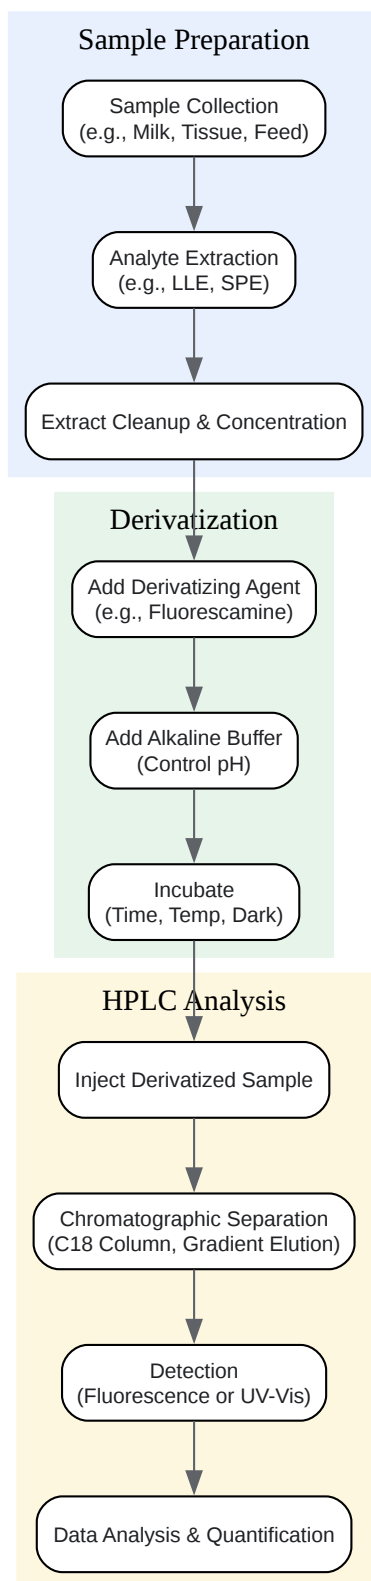 Sample Preparation
Sample Collection
(e.g., Milk, Tissue, Feed)
Analyte Extraction
(e.g., LLE, SPE)
Extract Cleanup & Concentration
Derivatization
Add Derivatizing Agent
(e.g., Fluorescamine)
Add Alkaline Buffer
(Control pH)
Incubate
(Time, Temp, Dark)
HPLC Analysis
Inject Derivatized Sample
Chromatographic Separation
(C18 Column, Gradient Elution)
Detection
(Fluorescence or UV-Vis)
Data Analysis & Quantification